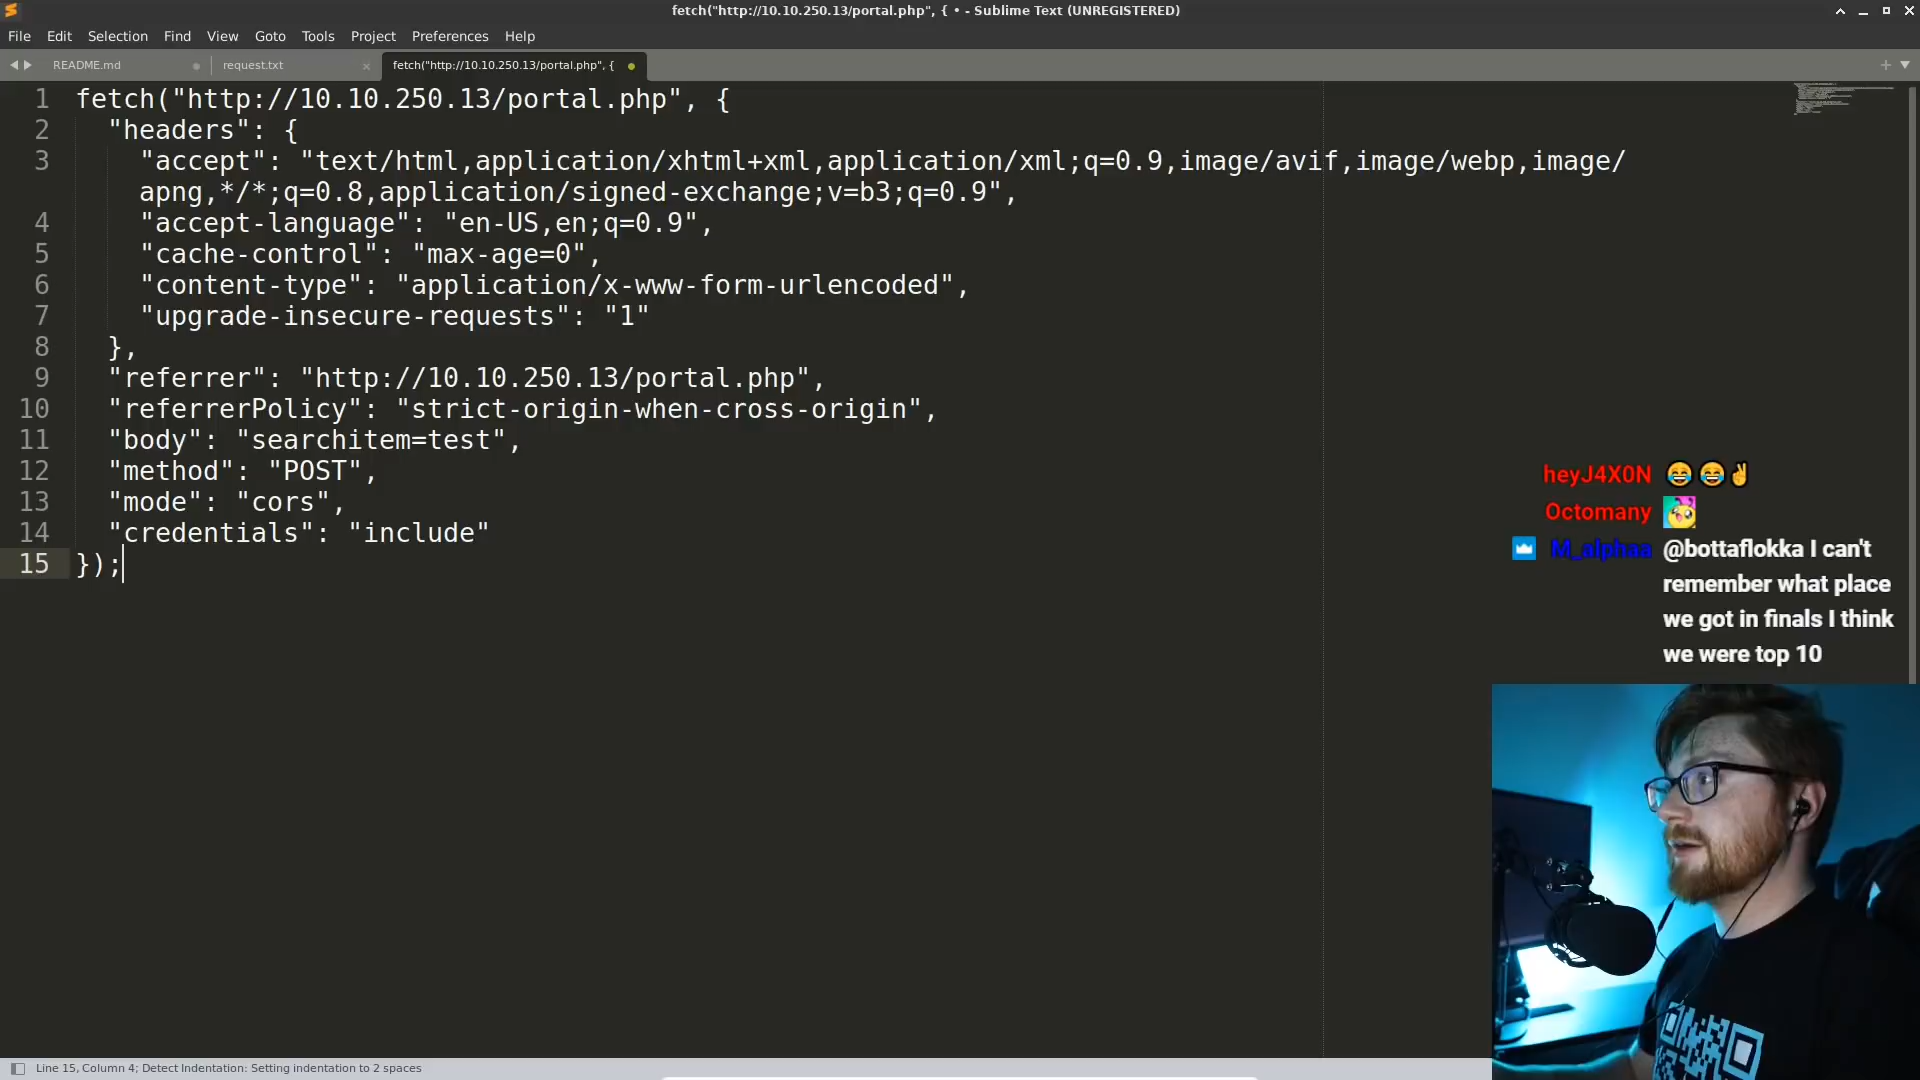 fetch("http://10.10.250.13/portal.php", { • - Sublime Text (UNREGISTERED)
File Edit Selection Find View Goto Tools Project Preferences Help
README.md request.txt fetch("http://10.10.250.13/portal.php", {
1 fetch("http://10.10.250.13/portal.php", {
2 "headers": {
3 "accept": "text/html,application/xhtml+xml,application/xml;q=0.9,image/avif,image/webp,image/
apng,*/*;q=0.8,application/signed-exchange;v=b3;q=0.9",
4 "accept-language": "en-US,en;q=0.9",
5 "cache-control": "max-age=0",
6 "content-type": "application/x-www-form-urlencoded",
7 "upgrade-insecure-requests": "1"
8 },
9 "referrer": "http://10.10.250.13/portal.php",
10 "referrerPolicy": "strict-origin-when-cross-origin",
11 "body": "searchitem=test",
12 "method": "POST",
13 "mode": "cors",
14 "credentials": "include"
15 });
heyJ4X0N 😂😂✌
Octomany
M_alphaa @bottaflokka I can't
remember what place
we got in finals I think
we were top 10
Line 15, Column 4; Detect Indentation: Setting indentation to 2 spaces